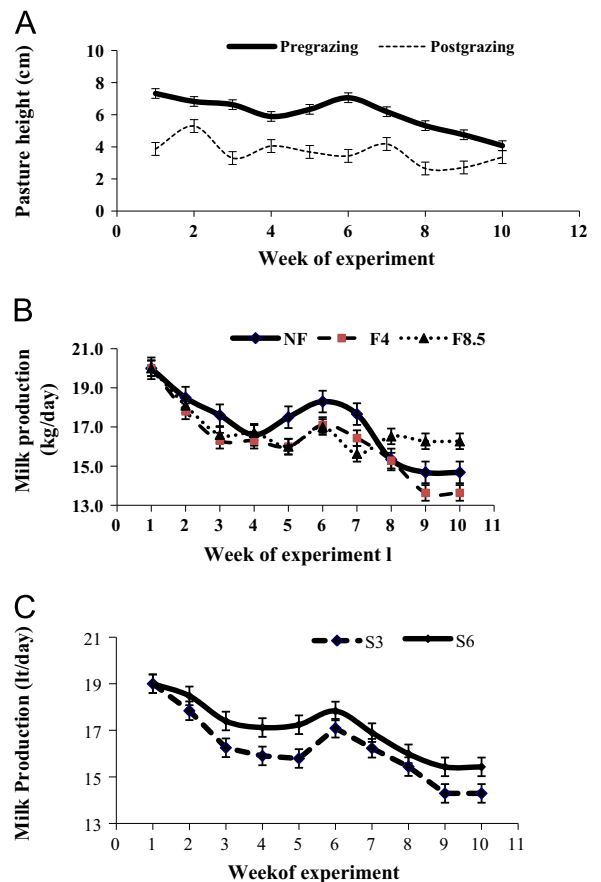 A
Pregrazing Postgrazing
Pasture height (cm)
10
8
6
4
2
0
0 2 4 6 8 10 12
Week of experiment
B
NF F4 F8.5
Milk production
(kg/day)
21.0
19.0
17.0
15.0
13.0
0 1 2 3 4 5 6 7 8 9 10 11
Week of experiment l
C
S3 S6
Milk Production (lt/day)
21
19
17
15
13
0 1 2 3 4 5 6 7 8 9 10 11
Weekof experiment